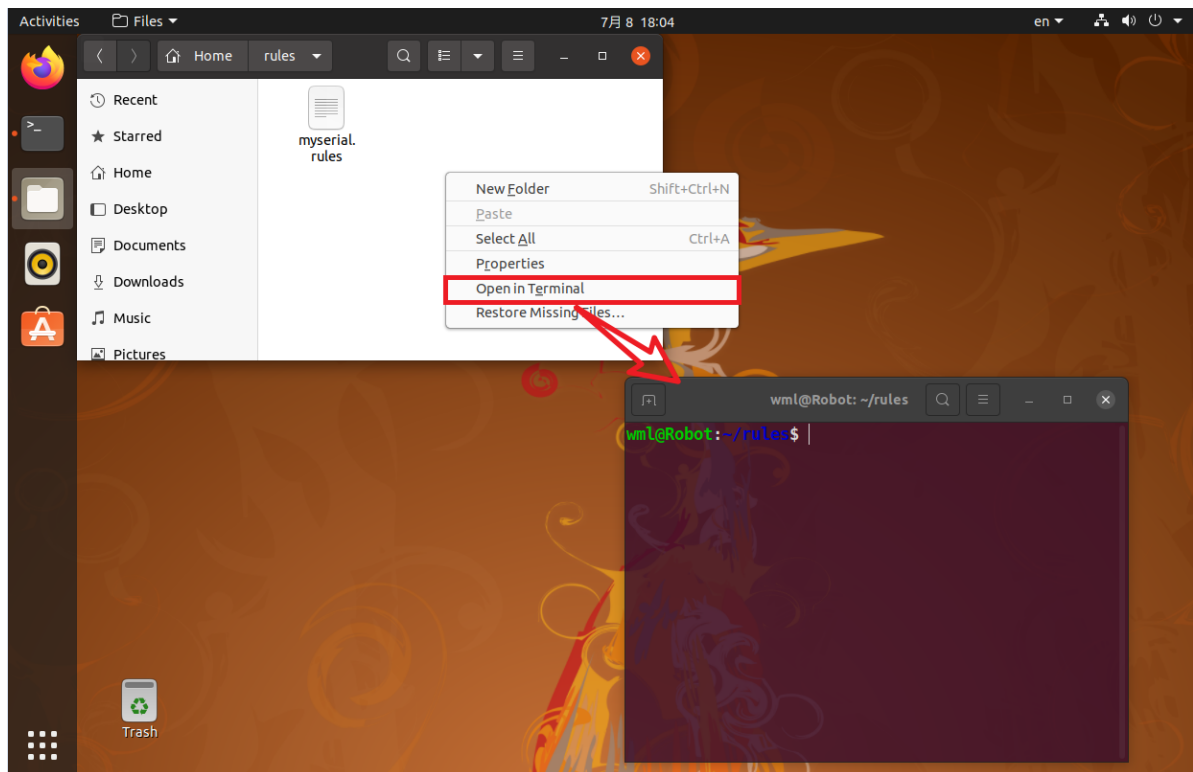 Activities Files 7月 8 18:04 en
Home rules
Recent
Starred
Home
Desktop
Documents
Downloads
Music
Pictures
myserial.
rules
New Folder Shift+Ctrl+N
Paste
Select All Ctrl+A
Properties
Open in Terminal
Restore Missing Files...
wml@Robot: ~/rules
wml@Robot:~/rules$
Trash